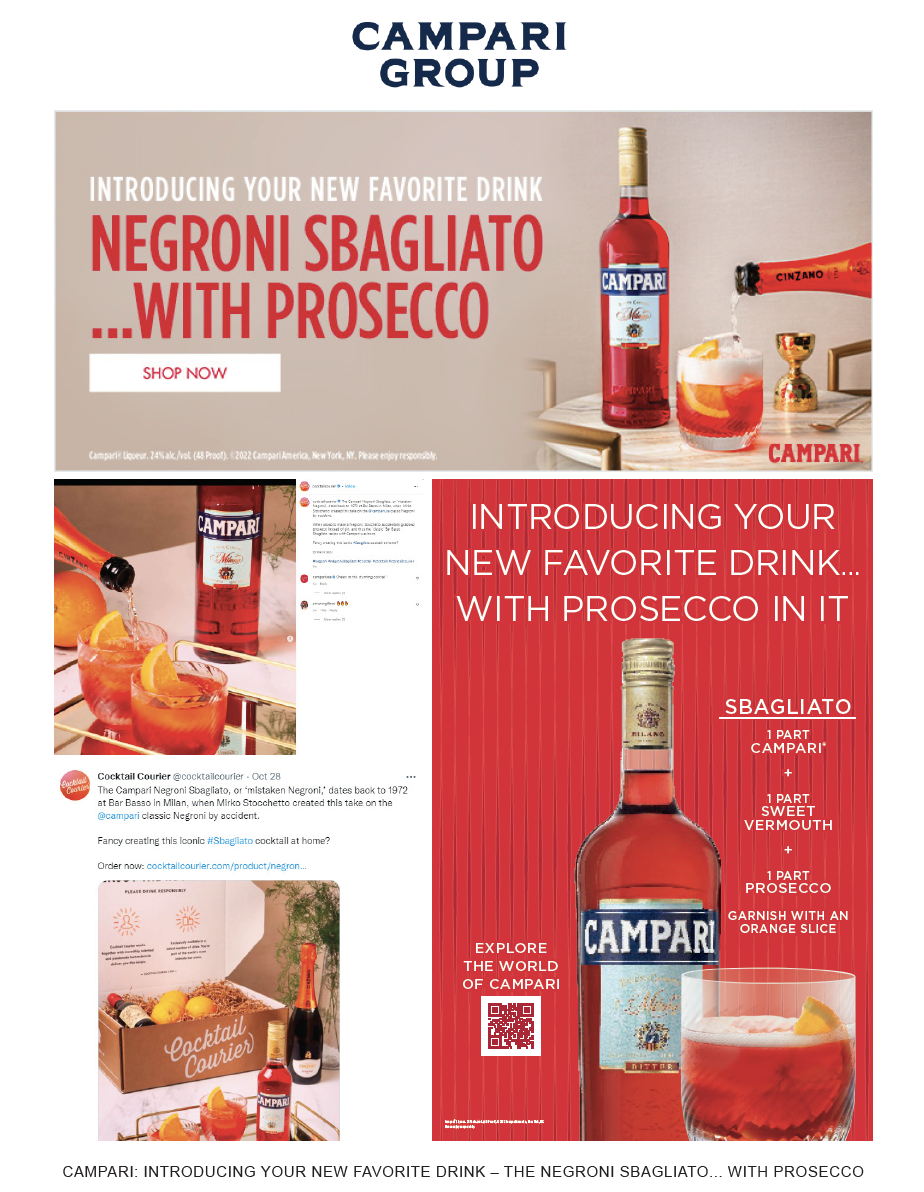 CAMPARI
GROUP
INTRODUCING YOUR NEW FAVORITE DRINK
NEGRONI SBAGLIATO
...WITH PROSECCO
SHOP NOW
Campari® Liqueur. 24% alc./vol. (48 Proof). ©2022 Campari America, New York, NY. Please enjoy responsibly.
CAMPARI
Milano
CINZANO
CAMPARI
CAMPARI
Milano
CINZANO
Cocktail Courier @cocktailcourier · Oct 28
The Campari Negroni Sbagliato, or 'mistaken Negroni,' dates back to 1972
at Bar Basso in Milan, when Mirko Stocchetto created this take on the
@campari classic Negroni by accident.
Fancy creating this iconic #Sbagliato cocktail at home?
Order now: cocktailcourier.com/product/negron...
Cocktail
Courier
PLEASE DRINK RESPONSIBLY
Cocktail
Courier
CAMPARI
INTRODUCING YOUR
NEW FAVORITE DRINK...
WITH PROSECCO IN IT
SBAGLIATO
1 PART
CAMPARI®
+
1 PART
SWEET
VERMOUTH
+
1 PART
PROSECCO
GARNISH WITH AN
ORANGE SLICE
MILANO
CAMPARI
BITTER
EXPLORE
THE WORLD
OF CAMPARI
CAMPARI: INTRODUCING YOUR NEW FAVORITE DRINK – THE NEGRONI SBAGLIATO... WITH PROSECCO